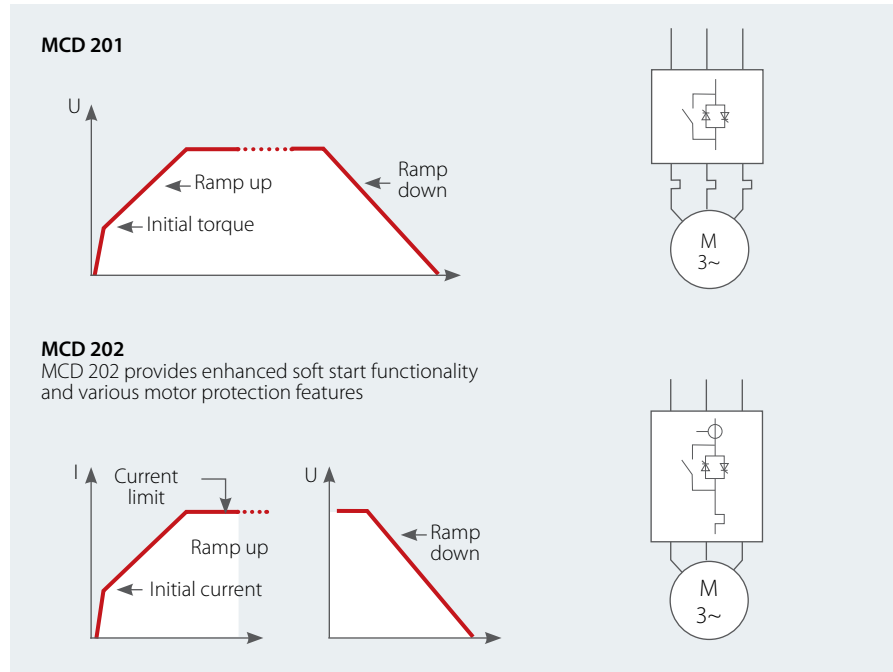 MCD 201
U
Ramp up
Initial torque
Ramp
down
M
3~
MCD 202
MCD 202 provides enhanced soft start functionality
and various motor protection features
I
Current
limit
Ramp up
Initial current
U
Ramp
down
M
3~